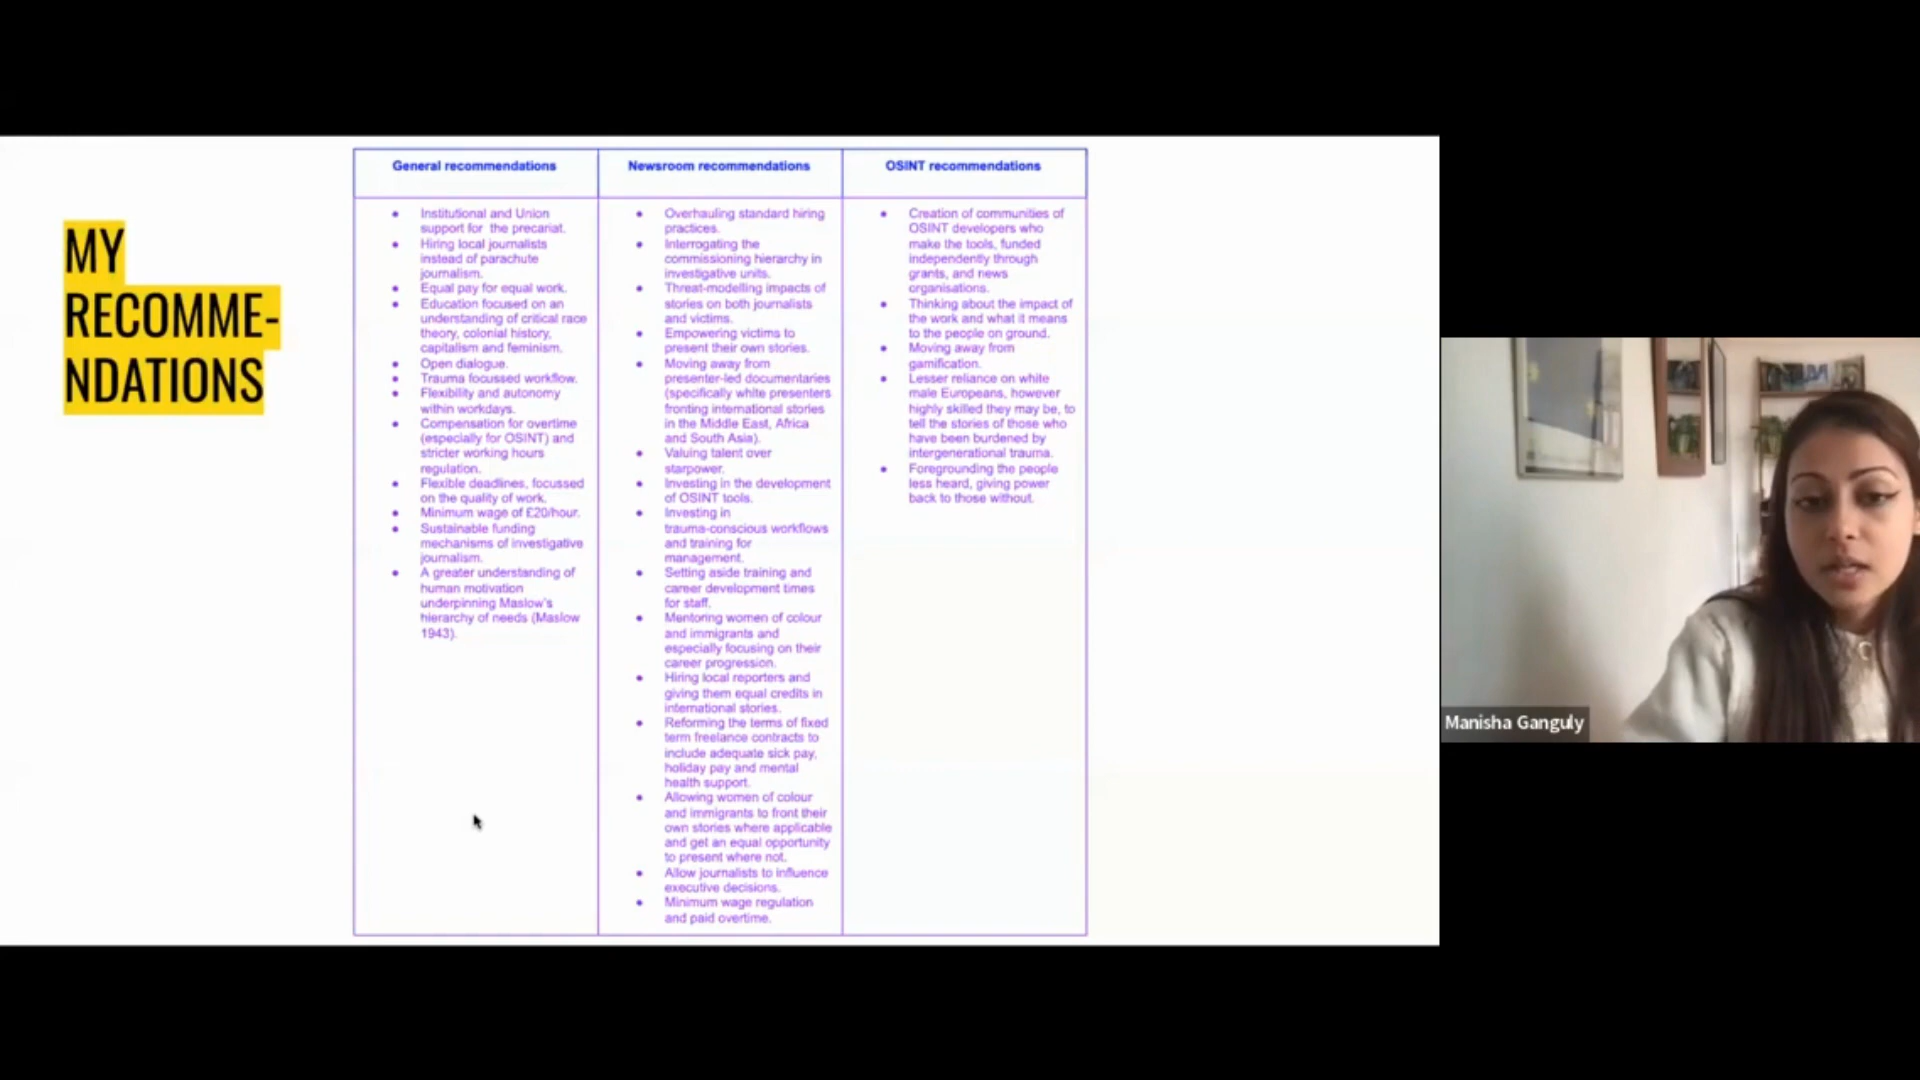 MY
RECOMME-
NDATIONS
General recommendations
Institutional and Union
support for the precariat.
Hiring local journalists
instead of parachute
journalism.
Equal pay for equal work.
Education focused on an
understanding of critical race
theory, colonial history,
capitalism and feminism.
Open dialogue.
Trauma focussed workflow.
Flexibility and autonomy
within workdays.
Compensation for overtime
(especially for OSINT) and
stricter working hours
regulation.
Flexible deadlines, focussed
on the quality of work.
Minimum wage of £20/hour.
Sustainable funding
mechanisms of investigative
journalism.
A greater understanding of
human motivation
underpinning Maslow's
hierarchy of needs (Maslow
1943).
Newsroom recommendations
Overhauling standard hiring
practices.
Interrogating the
commissioning hierarchy in
investigative units.
Threat-modelling impacts of
stories on both journalists
and victims.
Empowering victims to
present their own stories.
Moving away from
presenter-led documentaries
(specifically white presenters
fronting international stories
in the Middle East, Africa
and South Asia).
Valuing talent over
starpower.
Investing in the development
of OSINT tools.
Investing in
trauma-conscious workflows
and training for
management.
Setting aside training and
career development times
for staff.
Mentoring women of colour
and immigrants and
especially focusing on their
career progression.
Hiring local reporters and
giving them equal credits in
international stories.
Reforming the terms of fixed
term freelance contracts to
include adequate sick pay,
holiday pay and mental
health support.
Allowing women of colour
and immigrants to front their
own stories where applicable
and get an equal opportunity
to present where not.
Allow journalists to influence
executive decisions.
Minimum wage regulation
and paid overtime.
OSINT recommendations
Creation of communities of
OSINT developers who
make the tools, funded
independently through
grants, and news
organisations.
Thinking about the impact of
the work and what it means
to the people on ground.
Moving away from
gamification.
Lesser reliance on white
male Europeans, however
highly skilled they may be, to
tell the stories of those who
have been burdened by
intergenerational trauma.
Foregrounding the people
less heard, giving power
back to those without.
Manisha Ganguly